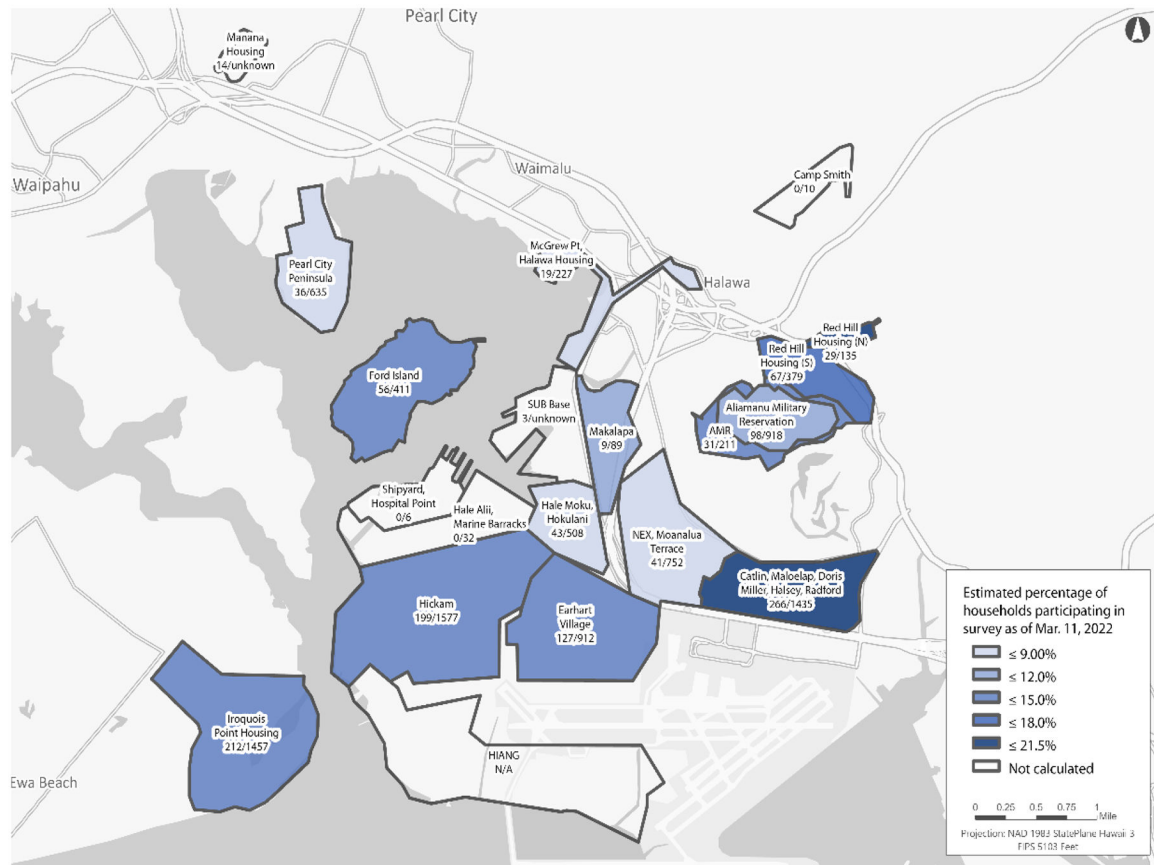 Pearl City
Manana
Housing
14/unknown
Waipahu
Waimalu
Camp Smith
0/10
Pearl City
Peninsula
36/635
McGrew Pt,
Halawa Housing
19/227
Halawa
Ford Island
56/411
Red Hill
Housing (N)
29/135
Red Hill
Housing (S)
67/379
SUB Base
3/unknown
Makalapa
9/89
Aliamanu Military
Reservation
98/918
AMR
31/211
Shipyard,
Hospital Point
0/6
Hale Alii,
Marine Barracks
0/32
Hale Moku,
Hokulani
43/508
NEX, Moanalua
Terrace
41/752
Catlin, Maloelap, Doris
Miller, Halsey, Radford
266/1435
Hickam
199/1577
Earhart
Village
127/912
Iroquois
Point Housing
212/1457
HIANG
N/A
Ewa Beach
Estimated percentage of
households participating in
survey as of Mar. 11, 2022
≤ 9.00%
≤ 12.0%
≤ 15.0%
≤ 18.0%
≤ 21.5%
Not calculated
0 0.25 0.5 0.75 1
Mile
Projection: NAD 1983 StatePlane Hawaii 3
FIPS 5103 Feet